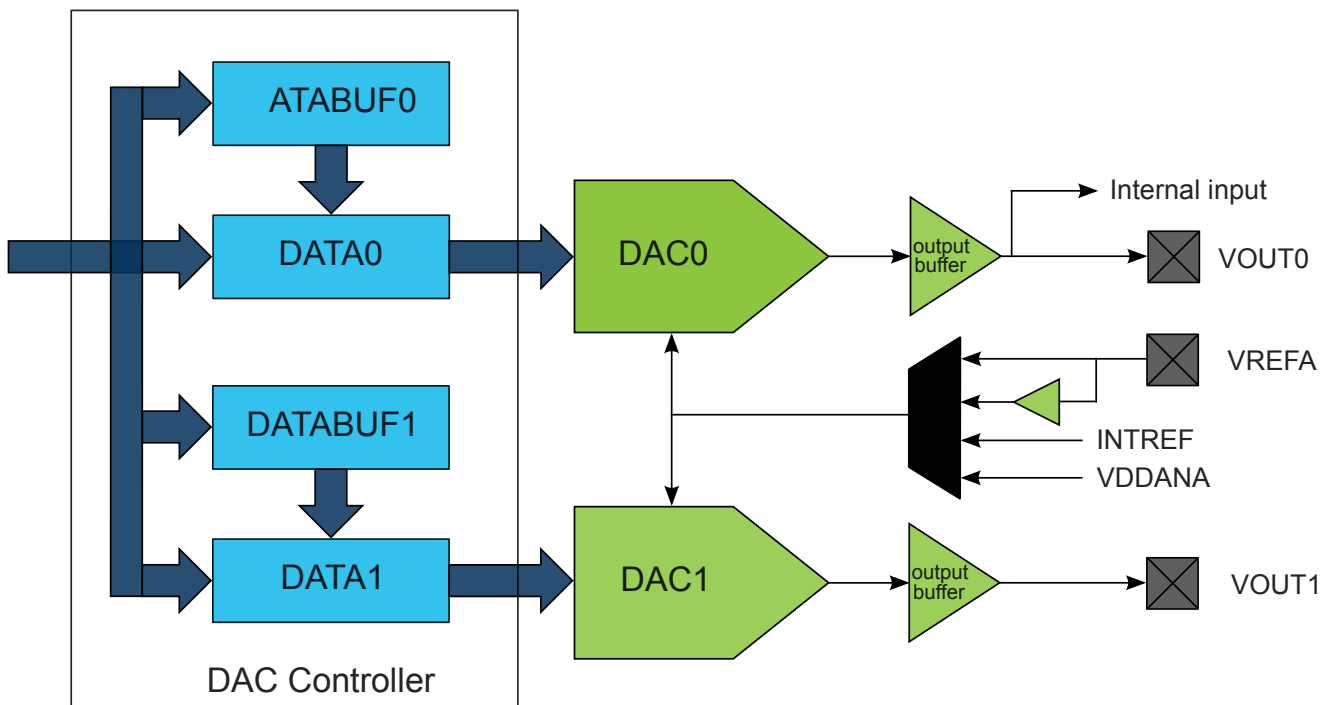 ATABUF0
Internal input
DATA0
DAC0
output
buffer
VOUT0
VREFA
DATABUF1
INTREF
VDDANA
DATA1
DAC1
output
buffer
VOUT1
DAC Controller